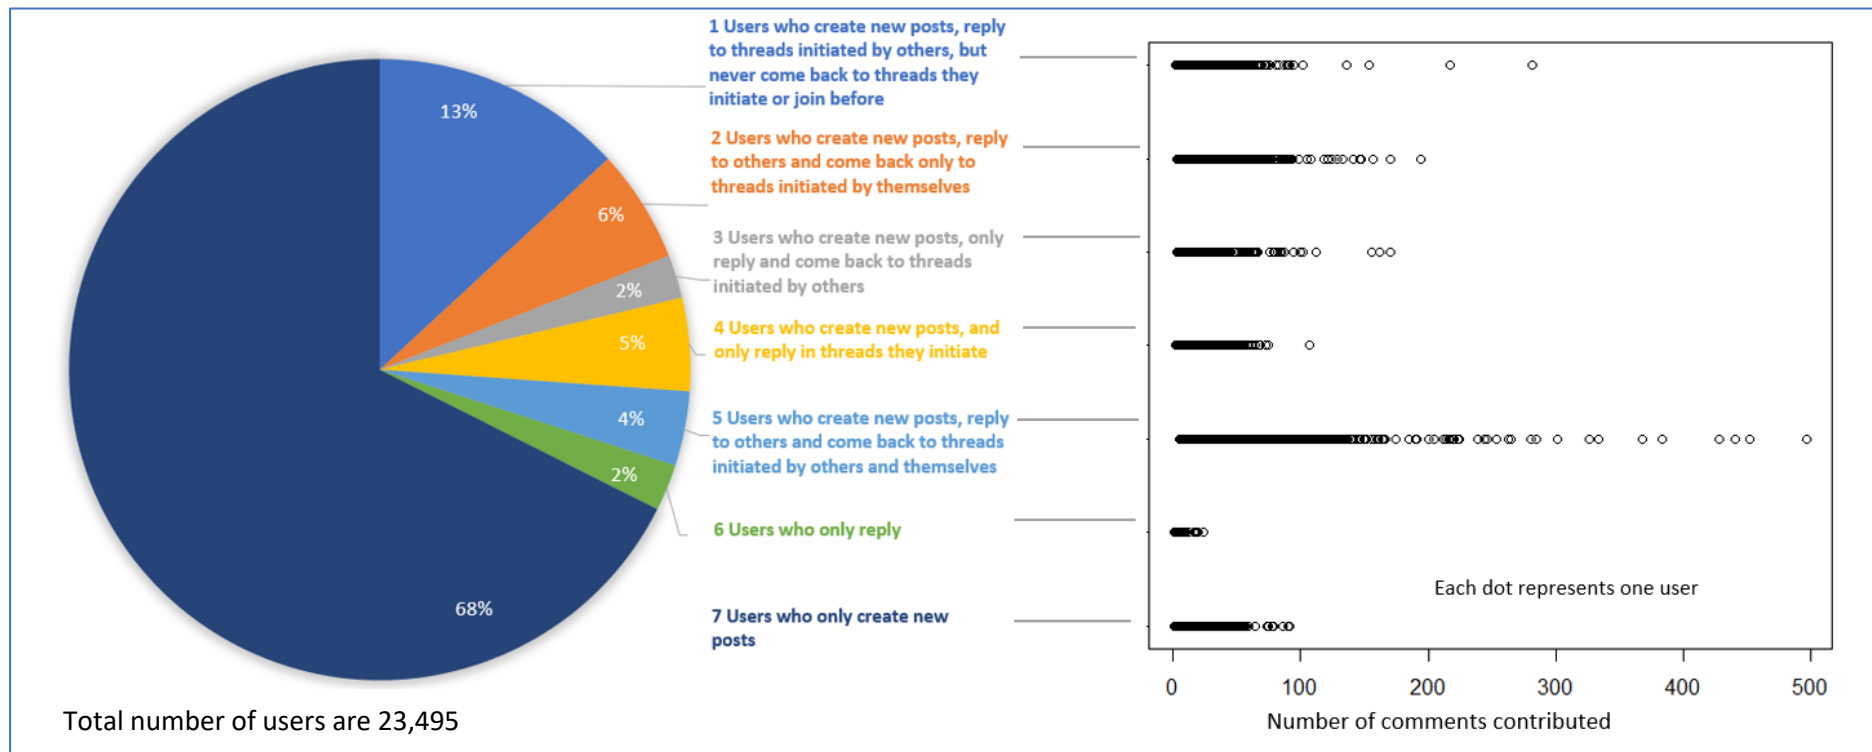 1 Users who create new posts, reply
to threads initiated by others, but
never come back to threads they
initiate or join before
2 Users who create new posts, reply
to others and come back only to
threads initiated by themselves
3 Users who create new posts, only
reply and come back to threads
initiated by others
4 Users who create new posts, and
only reply in threads they initiate
5 Users who create new posts, reply
to others and come back to threads
initiated by others and themselves
6 Users who only reply
7 Users who only create new
posts
13%
6%
2%
5%
4%
2%
68%
Total number of users are 23,495
Each dot represents one user
0 100 200 300 400 500
Number of comments contributed